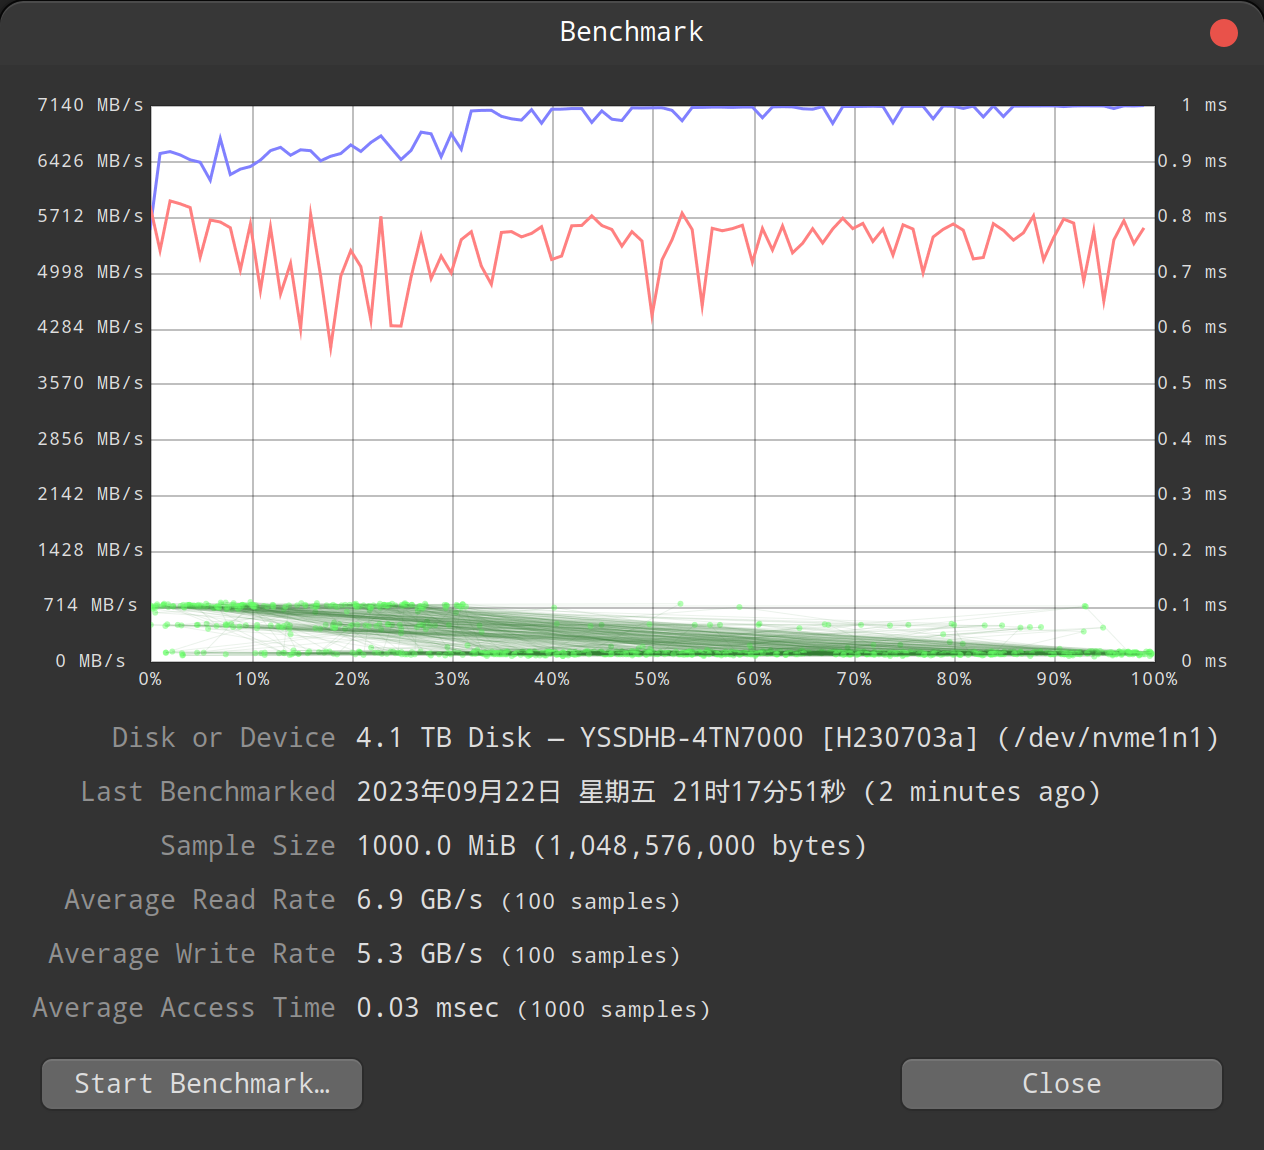 Benchmark
7140 MB/s 1 ms
6426 MB/s 0.9 ms
5712 MB/s 0.8 ms
4998 MB/s 0.7 ms
4284 MB/s 0.6 ms
3570 MB/s 0.5 ms
2856 MB/s 0.4 ms
2142 MB/s 0.3 ms
1428 MB/s 0.2 ms
714 MB/s 0.1 ms
0 MB/s 0 ms
0% 10% 20% 30% 40% 50% 60% 70% 80% 90% 100%
Disk or Device 4.1 TB Disk — YSSDHB-4TN7000 [H230703a] (/dev/nvme1n1)
Last Benchmarked 2023年09月22日 星期五 21时17分51秒 (2 minutes ago)
Sample Size 1000.0 MiB (1,048,576,000 bytes)
Average Read Rate 6.9 GB/s (100 samples)
Average Write Rate 5.3 GB/s (100 samples)
Average Access Time 0.03 msec (1000 samples)
Start Benchmark… Close